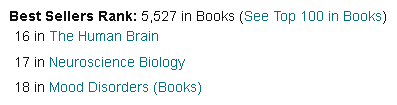 Best Sellers Rank: 5,527 in Books (See Top 100 in Books)
16 in The Human Brain
17 in Neuroscience Biology
18 in Mood Disorders (Books)